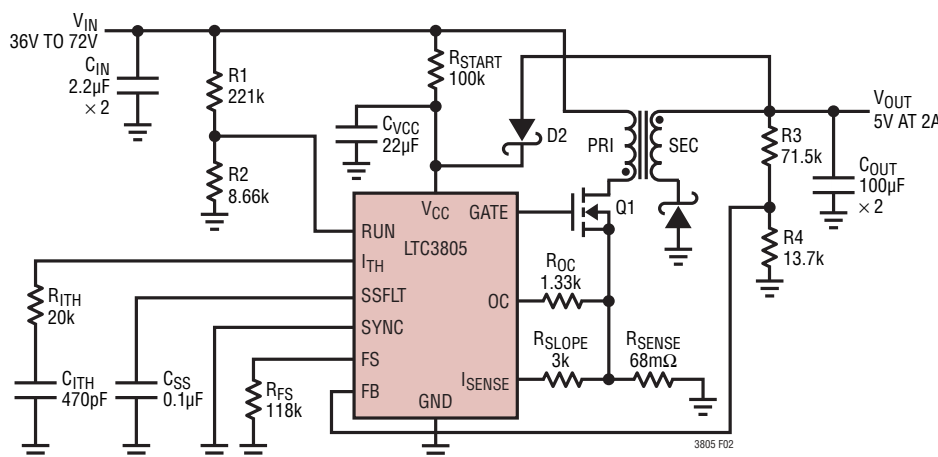 VIN
36V TO 72V
CIN
2.2µF
× 2
R1
221k
R2
8.66k
RSTART
100k
CVCC
22µF
D2
PRI
SEC
VOUT
5V AT 2A
R3
71.5k
COUT
100µF
× 2
R4
13.7k
Q1
VCC
GATE
LTC3805
RUN
ITH
SSFLT
SYNC
FS
FB
OC
ISENSE
GND
ROC
1.33k
RSLOPE
3k
RSENSE
68mΩ
RITH
20k
CITH
470pF
CSS
0.1µF
RFS
118k
3805 F02